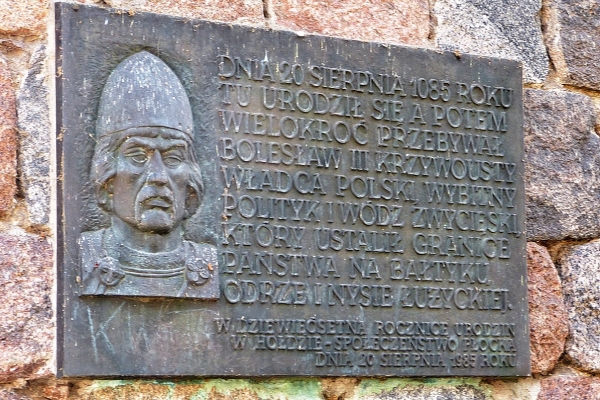 DNIA 20 SIERPNIA 1085 ROKU
TU URODZIŁ SIĘ A POTEM
WIELOKROĆ PRZEBYWAŁ
BOLESŁAW III KRZYWOUSTY
WŁADCA POLSKI, WYBITNY
POLITYK I WÓDZ ZWYCIĘSKI,
KTÓRY USTALIŁ GRANICE
PAŃSTWA NA BAŁTYKU,
ODRZE I NYSIE ŁUŻYCKIEJ.
W DZIEWIĘĆSETNĄ ROCZNICĘ URODZIN
W HOŁDZIE-SPOŁECZEŃSTWO PŁOCKA
DNIA 20 SIERPNIA 1985 ROKU